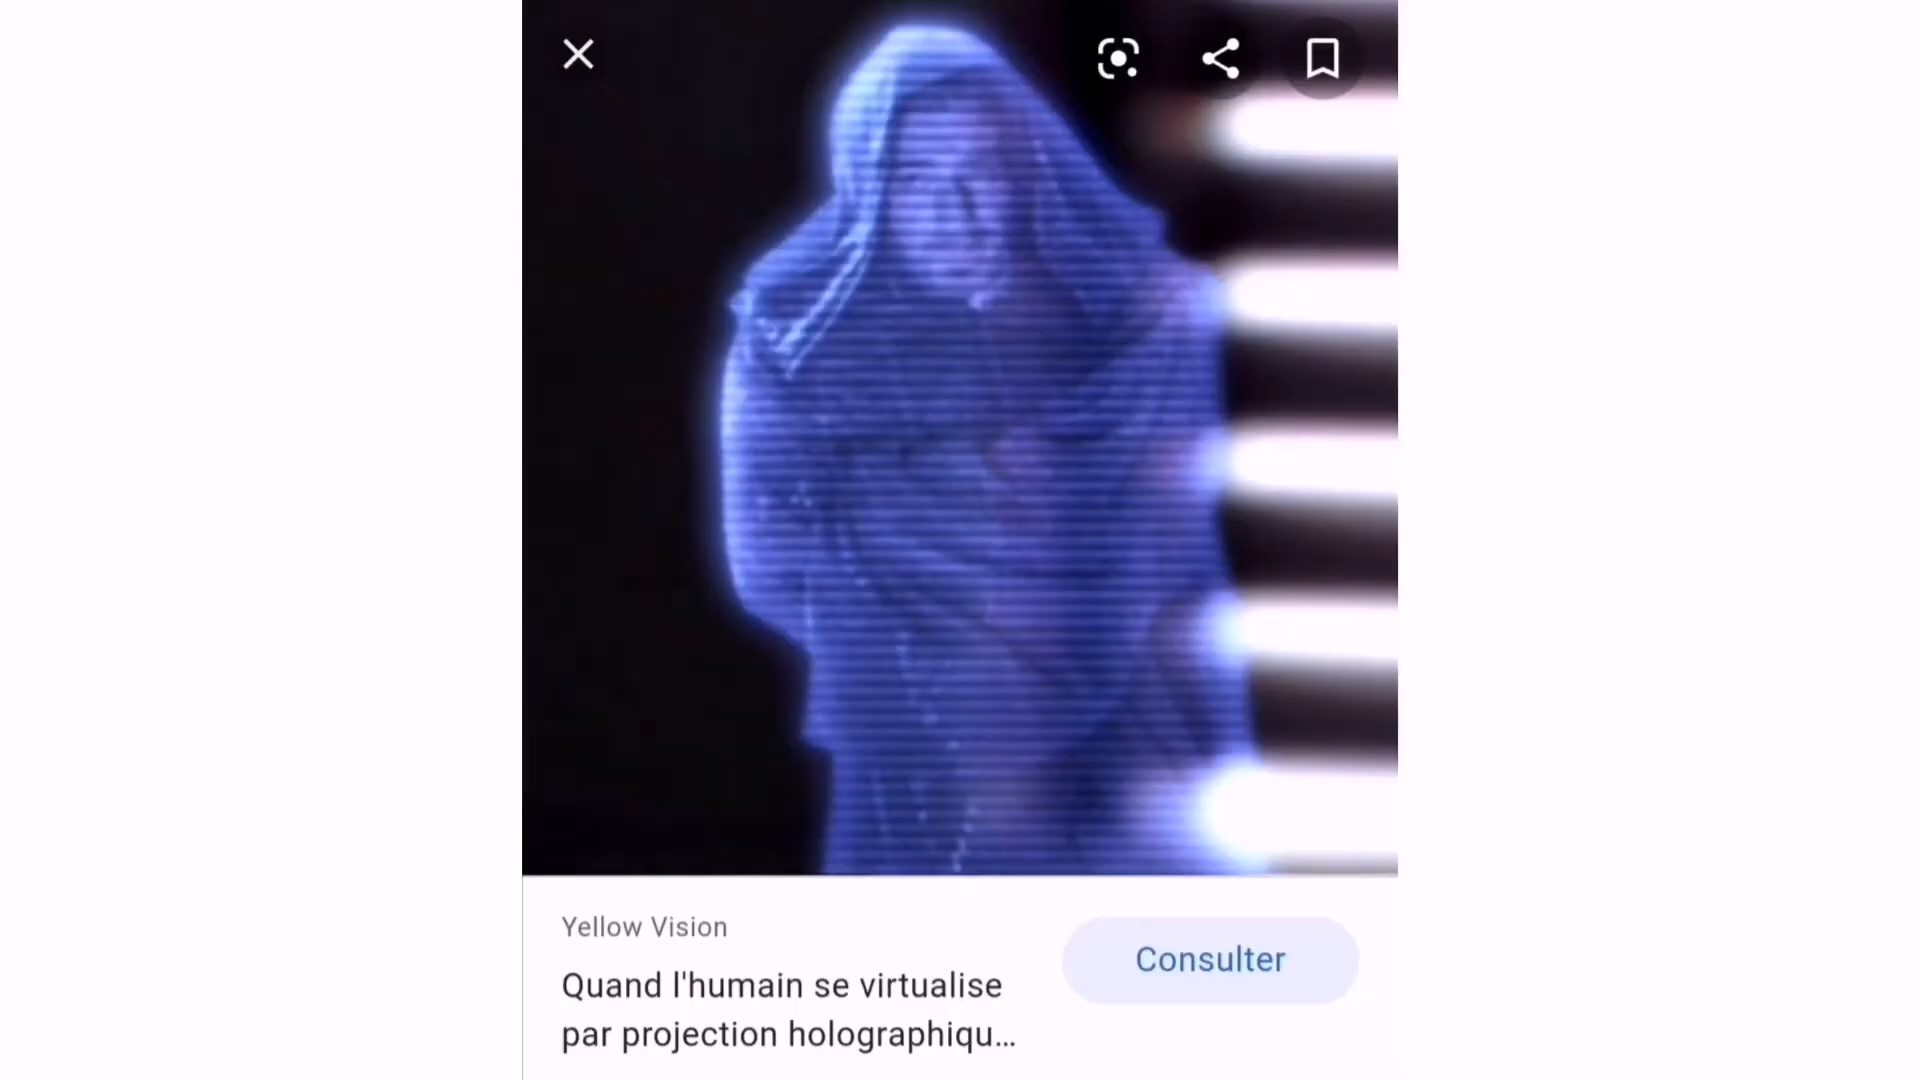 Yellow Vision
Consulter
Quand l'humain se virtualise
par projection holographiqu...